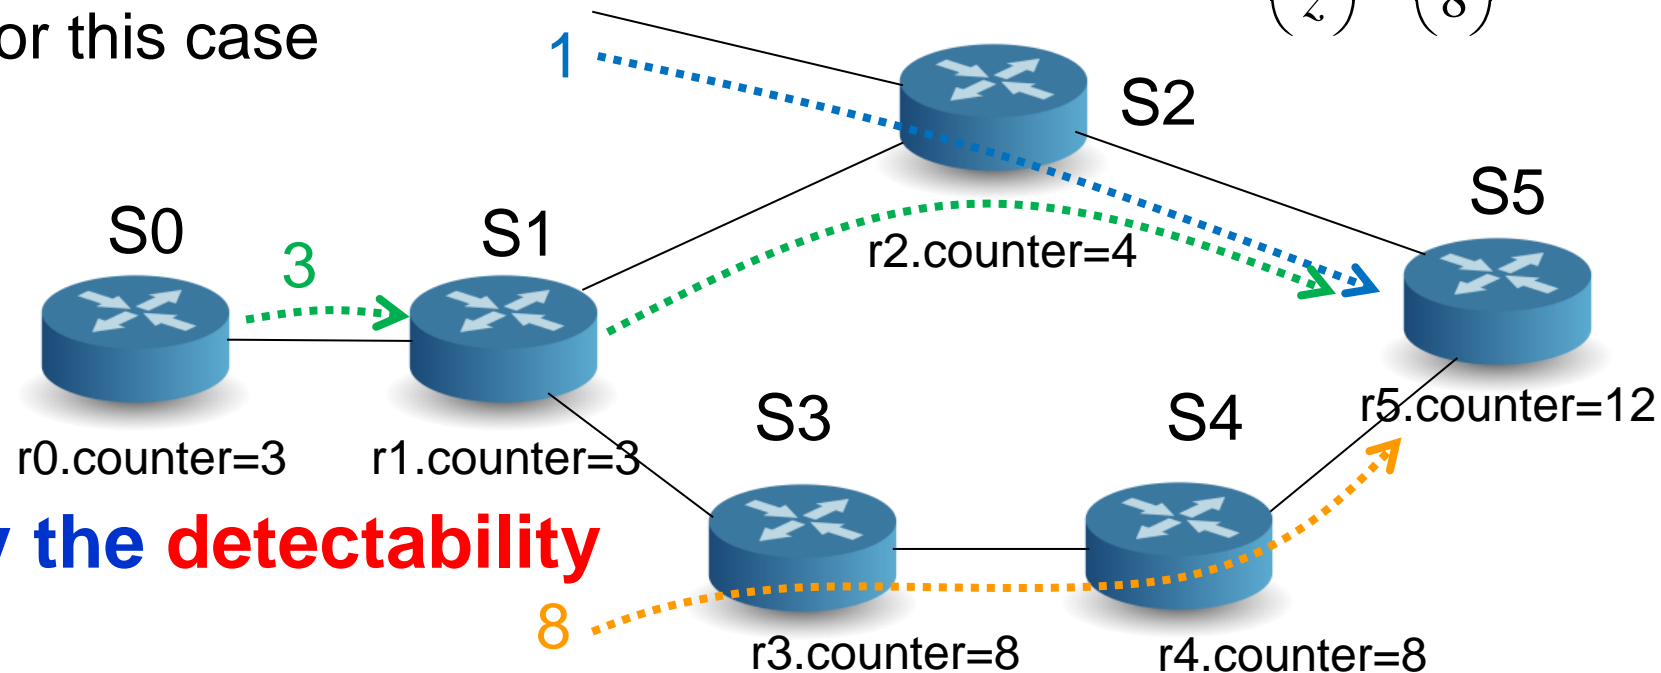 or this case
1
S2
S5
S0
S1
3
r2.counter=4
S3
S4
r5.counter=12
r0.counter=3
r1.counter=3
the detectability
8
r3.counter=8
r4.counter=8